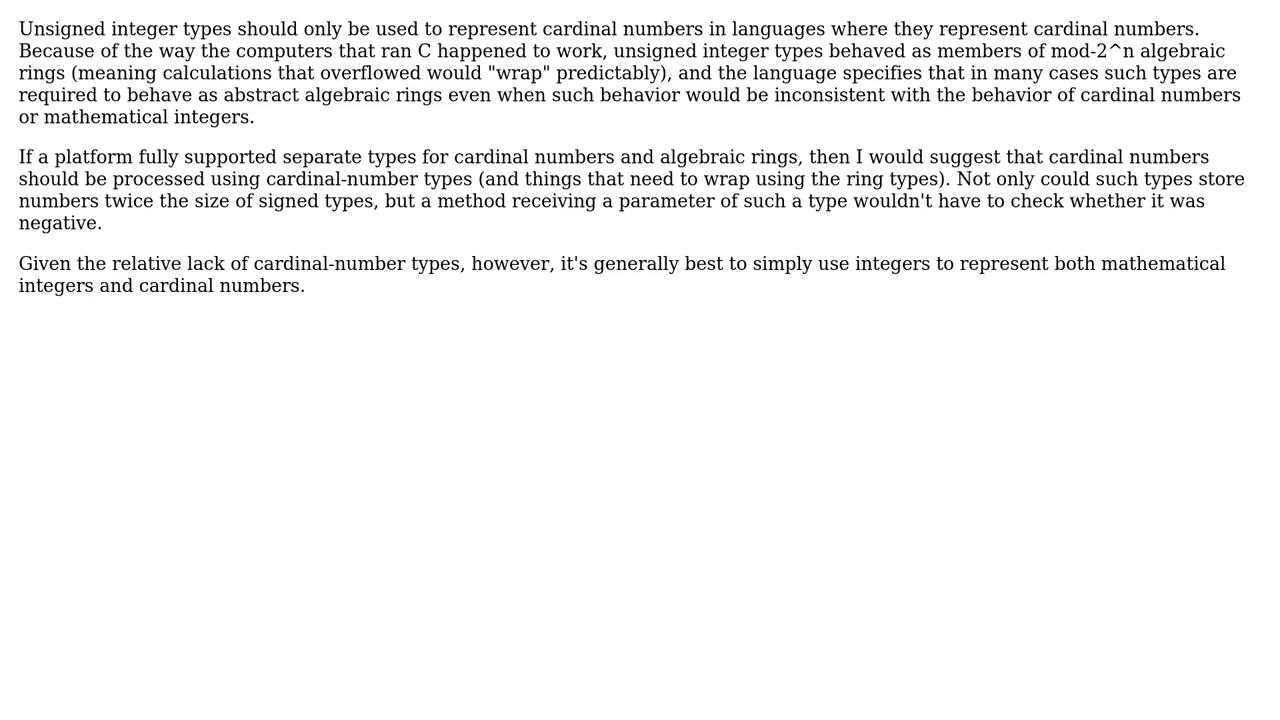 Unsigned integer types should only be used to represent cardinal numbers in languages where they represent cardinal numbers.
Because of the way the computers that ran C happened to work, unsigned integer types behaved as members of mod-2^n algebraic
rings (meaning calculations that overflowed would "wrap" predictably), and the language specifies that in many cases such types are
required to behave as abstract algebraic rings even when such behavior would be inconsistent with the behavior of cardinal numbers
or mathematical integers.
If a platform fully supported separate types for cardinal numbers and algebraic rings, then I would suggest that cardinal numbers
should be processed using cardinal-number types (and things that need to wrap using the ring types). Not only could such types store
numbers twice the size of signed types, but a method receiving a parameter of such a type wouldn't have to check whether it was
negative.
Given the relative lack of cardinal-number types, however, it's generally best to simply use integers to represent both mathematical
integers and cardinal numbers.